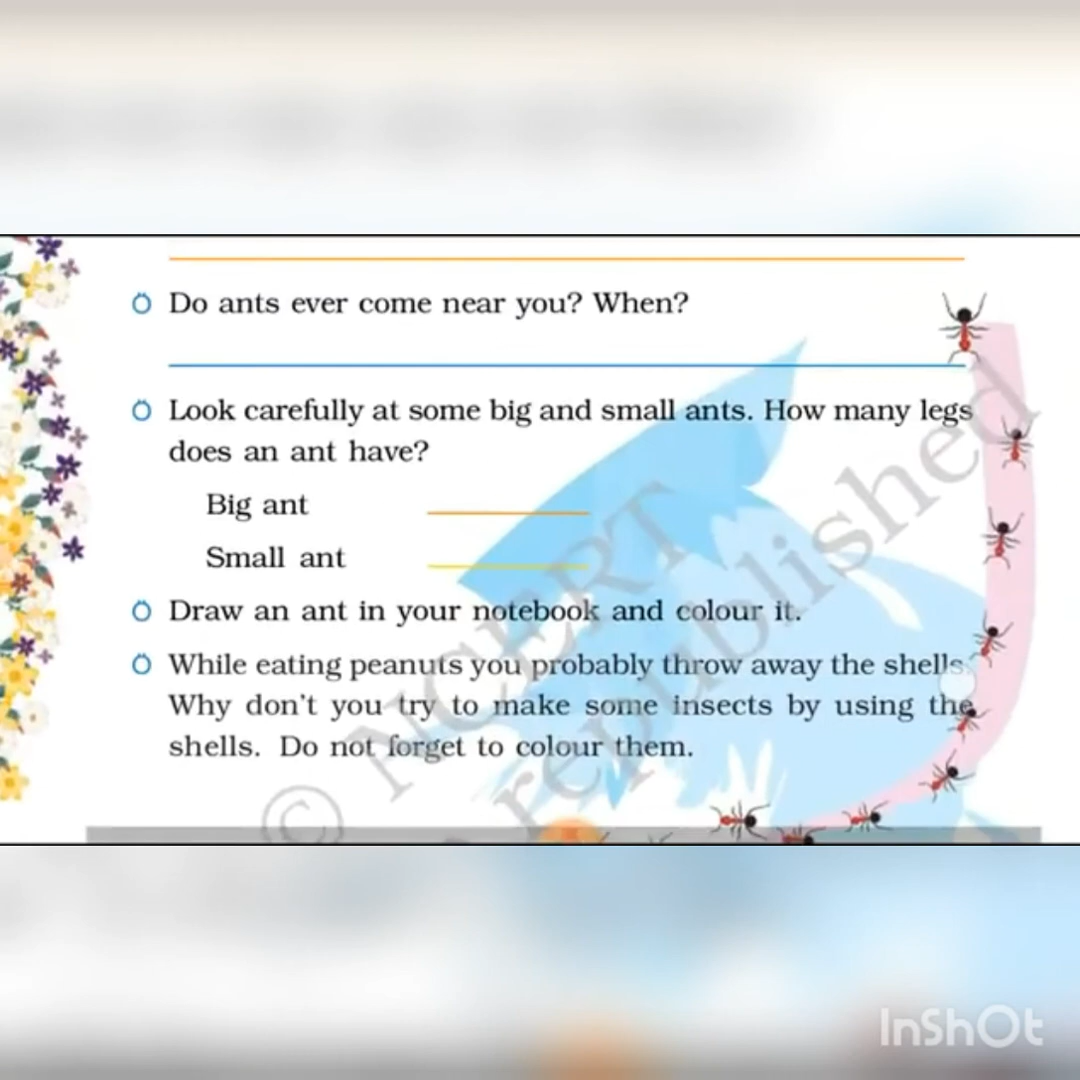 Do ants ever come near you? When?
Look carefully at some big and small ants. How many legs
does an ant have?
Big ant
Small ant
Draw an ant in your notebook and colour it.
While eating peanuts you probably throw away the shells.
Why don't you try to make some insects by using the
shells. Do not forget to colour them.
© NCERT
republished
InShOt